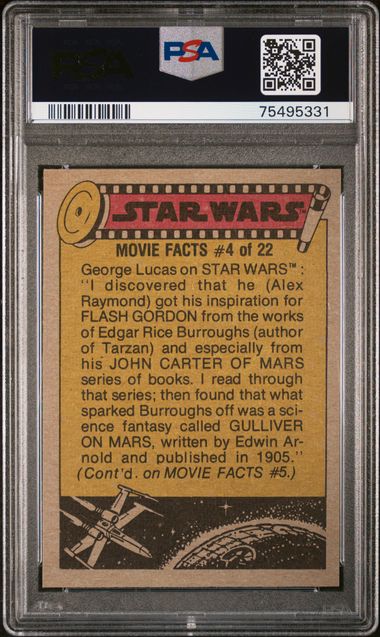 PSA
75495331
STAR WARS™
MOVIE FACTS #4 of 22
George Lucas on STAR WARS™:
"I discovered that he (Alex
Raymond) got his inspiration for
FLASH GORDON from the works
of Edgar Rice Burroughs (author
of Tarzan) and especially from
his JOHN CARTER OF MARS
series of books. I read through
that series; then found that what
sparked Burroughs off was a sci-
ence fantasy called GULLIVER
ON MARS, written by Edwin Ar-
nold and published in 1905."
(Cont'd. on MOVIE FACTS #5.)